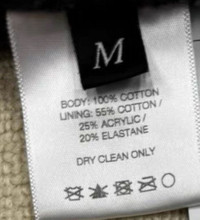 M
BODY: 100% COTTON
LINING: 55% COTTON /
25% ACRYLIC /
20% ELASTANE
DRY CLEAN ONLY